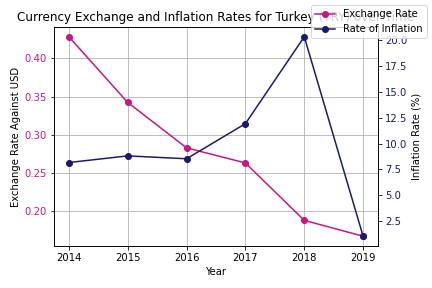 Currency Exchange and Inflation Rates for Turkey
Exchange Rate
Rate of Inflation
Exchange Rate Against USD
0.40
0.35
0.30
0.25
0.20
20.0
17.5
15.0
12.5
10.0
7.5
5.0
2.5
Inflation Rate (%)
2014 2015 2016 2017 2018 2019
Year